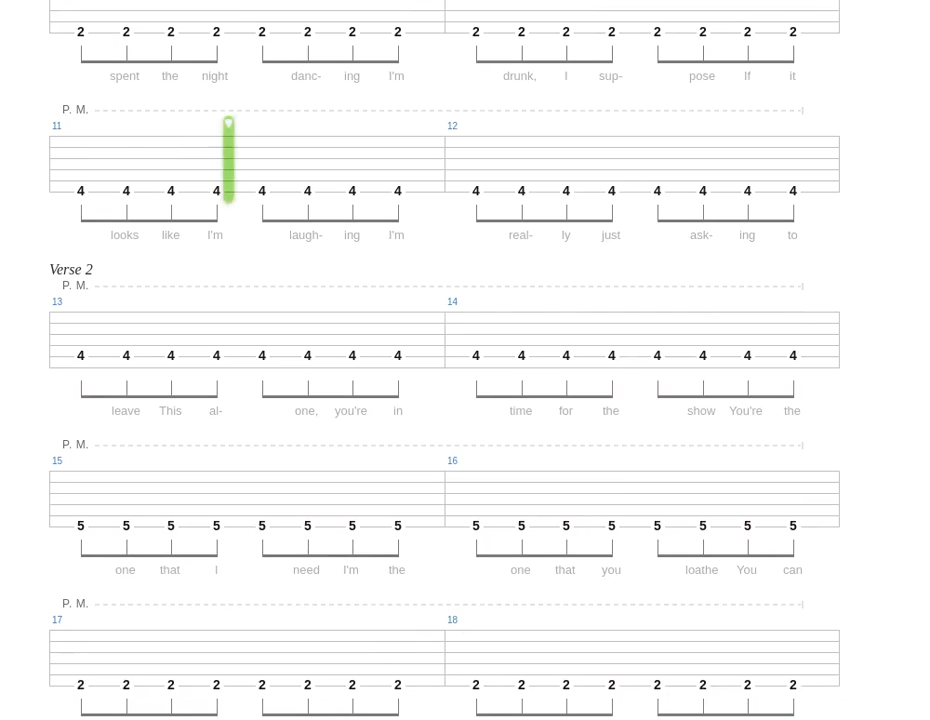 2 2 2 2 2 2 2 2 2 2 2 2 2 2 2 2
spent the night danc- ing I'm drunk, I sup- pose If it
P. M.
11 12
4 4 4 4 4 4 4 4 4 4 4 4 4 4 4 4
looks like I'm laugh- ing I'm real- ly just ask- ing to
Verse 2
P. M.
13 14
4 4 4 4 4 4 4 4 4 4 4 4 4 4 4 4
leave This al- one, you're in time for the show You're the
P. M.
15 16
5 5 5 5 5 5 5 5 5 5 5 5 5 5 5 5
one that I need I'm the one that you loathe You can
P. M.
17 18
2 2 2 2 2 2 2 2 2 2 2 2 2 2 2 2